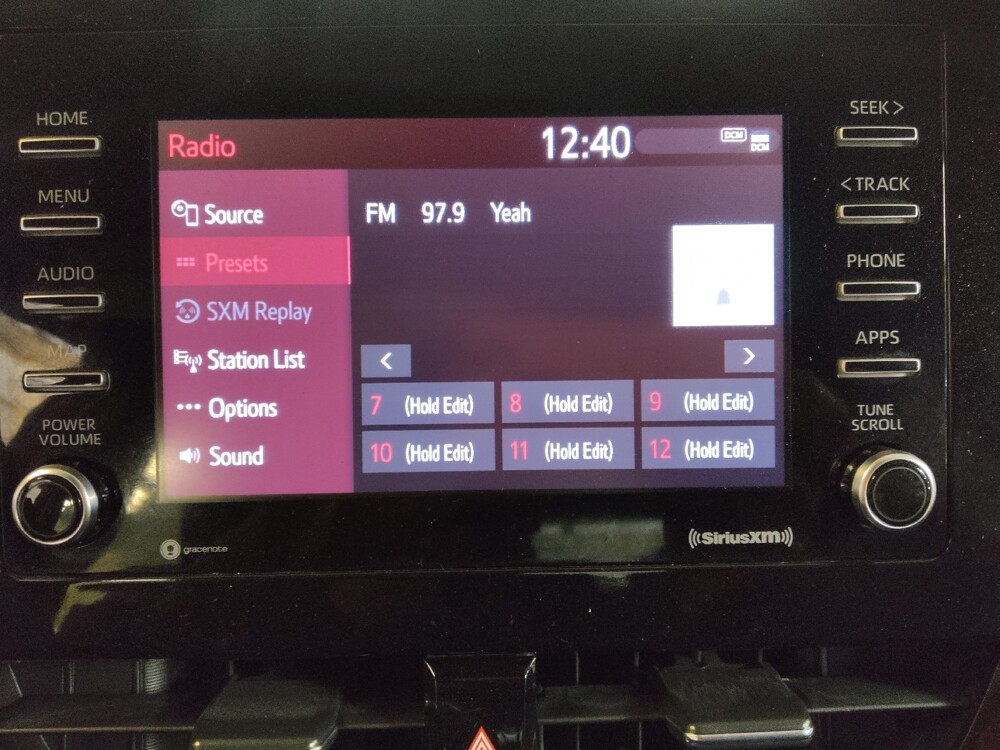 HOME
MENU
AUDIO
MAP
POWER
VOLUME
Radio
12:40
DCM
DCM
Source
Presets
SXM Replay
Station List
Options
Sound
FM 97.9 Yeah
< >
7 (Hold Edit) 8 (Hold Edit) 9 (Hold Edit)
10 (Hold Edit) 11 (Hold Edit) 12 (Hold Edit)
SEEK >
< TRACK
PHONE
APPS
TUNE
SCROLL
gracenote
((SiriusXM))